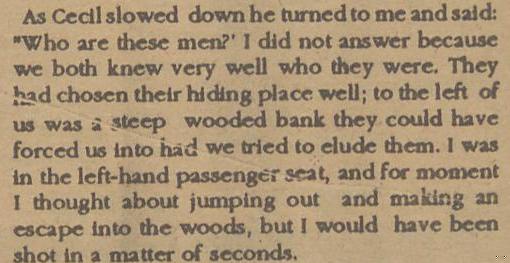 As Cecil slowed down he turned to me and said:
"Who are these men?' I did not answer because
we both knew very well who they were. They
had chosen their hiding place well; to the left of
us was a steep wooded bank they could have
forced us into had we tried to elude them. I was
in the left-hand passenger seat, and for moment
I thought about jumping out and making an
escape into the woods, but I would have been
shot in a matter of seconds.